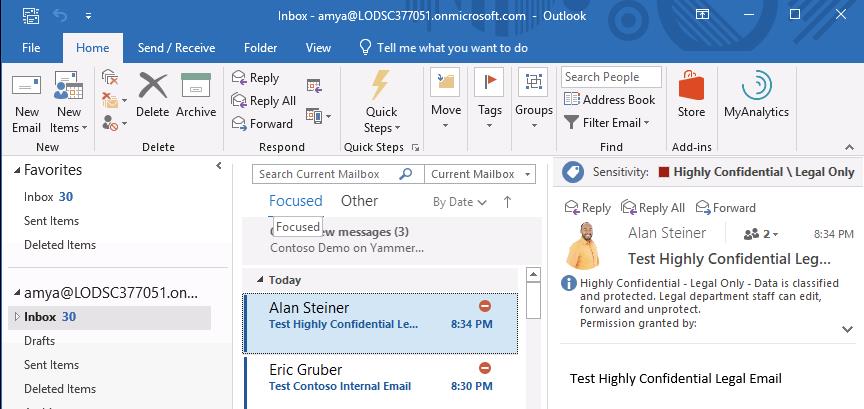 Inbox - amya@LODSC377051.onmicrosoft.com - Outlook
File Home Send / Receive Folder View Tell me what you want to do
New Email
New Items
New
Delete
Archive
Delete
Reply
Reply All
Forward
Respond
Quick Steps
Quick Steps
Move
Tags
Groups
Search People
Address Book
Filter Email
Find
Store
Add-ins
MyAnalytics
Favorites
Inbox 30
Sent Items
Deleted Items
amya@LODSC377051.on...
Inbox 30
Drafts
Sent Items
Deleted Items
Search Current Mailbox Current Mailbox
Focused Other By Date
Focused
messages (3)
Contoso Demo on Yammer...
Today
Alan Steiner
Test Highly Confidential Le... 8:34 PM
Eric Gruber
Test Contoso Internal Email 8:30 PM
Sensitivity: Highly Confidential \ Legal Only
Reply Reply All Forward
Alan Steiner 2 8:34 PM
Test Highly Confidential Leg...
Highly Confidential - Legal Only - Data is classified
and protected. Legal department staff can edit,
forward and unprotect.
Permission granted by:
Test Highly Confidential Legal Email